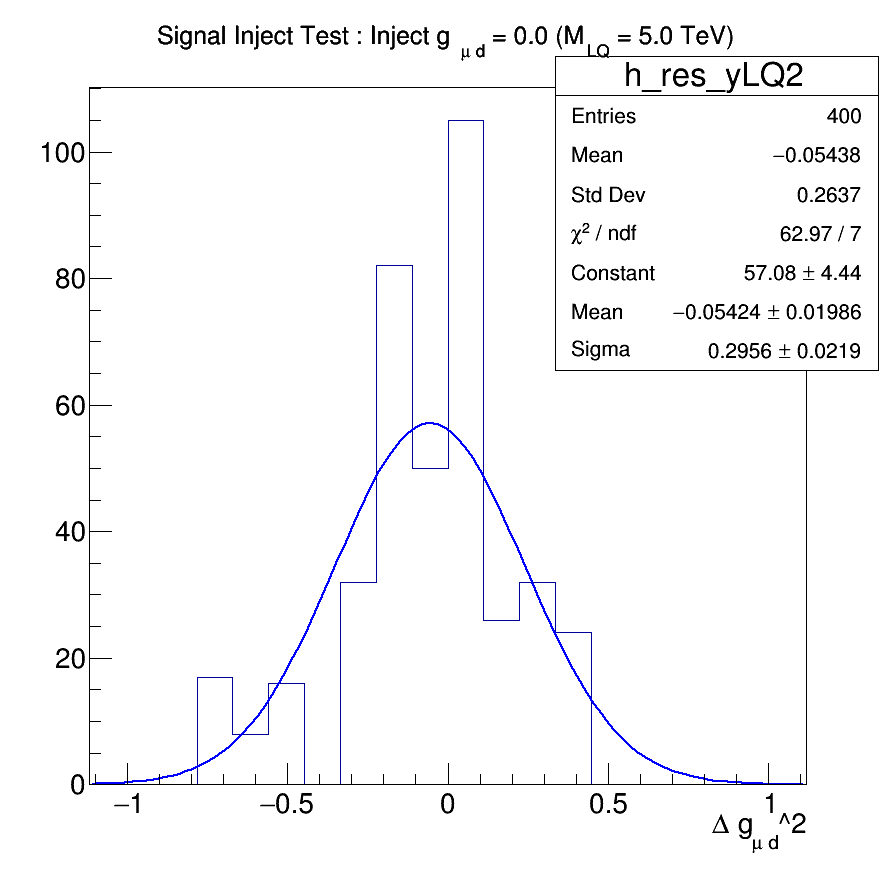 Signal Inject Test : Inject g μ d = 0.0 (M LQ = 5.0 TeV)
h_res_yLQ2
Entries 400
Mean −0.05438
Std Dev 0.2637
χ² / ndf 62.97 / 7
Constant 57.08 ± 4.44
Mean −0.05424 ± 0.01986
Sigma 0.2956 ± 0.0219
100
80
60
40
20
0
−1 −0.5 0 0.5 1
Δ g μ d ^2